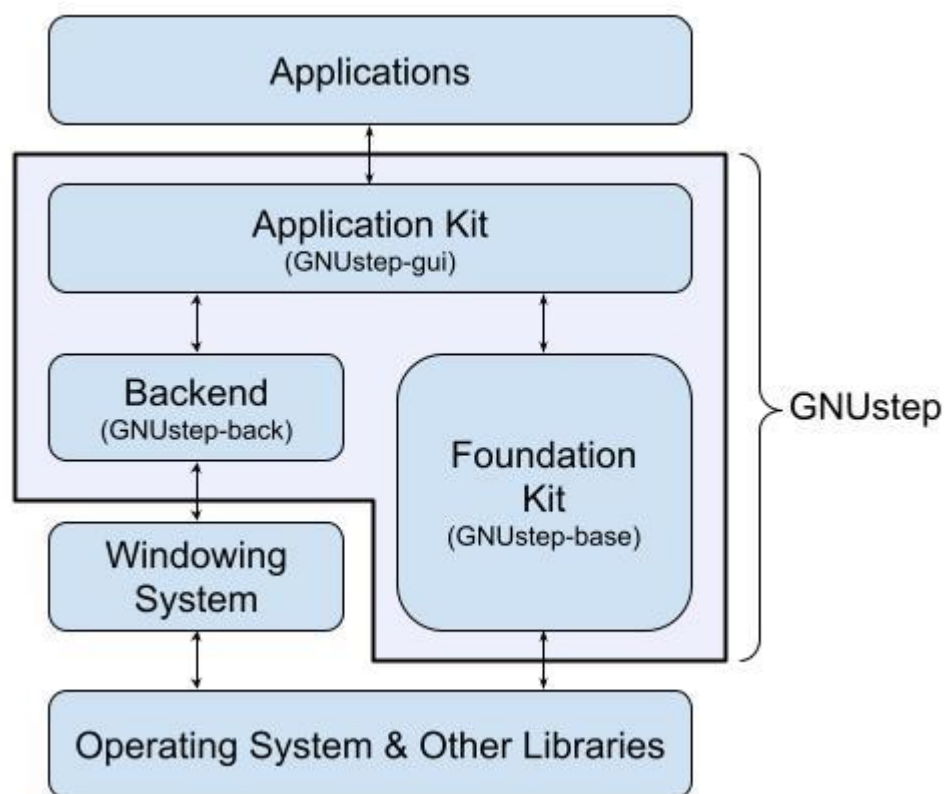 Applications
Application Kit
(GNUstep-gui)
Backend
(GNUstep-back)
Foundation
Kit
(GNUstep-base)
GNUstep
Windowing
System
Operating System & Other Libraries